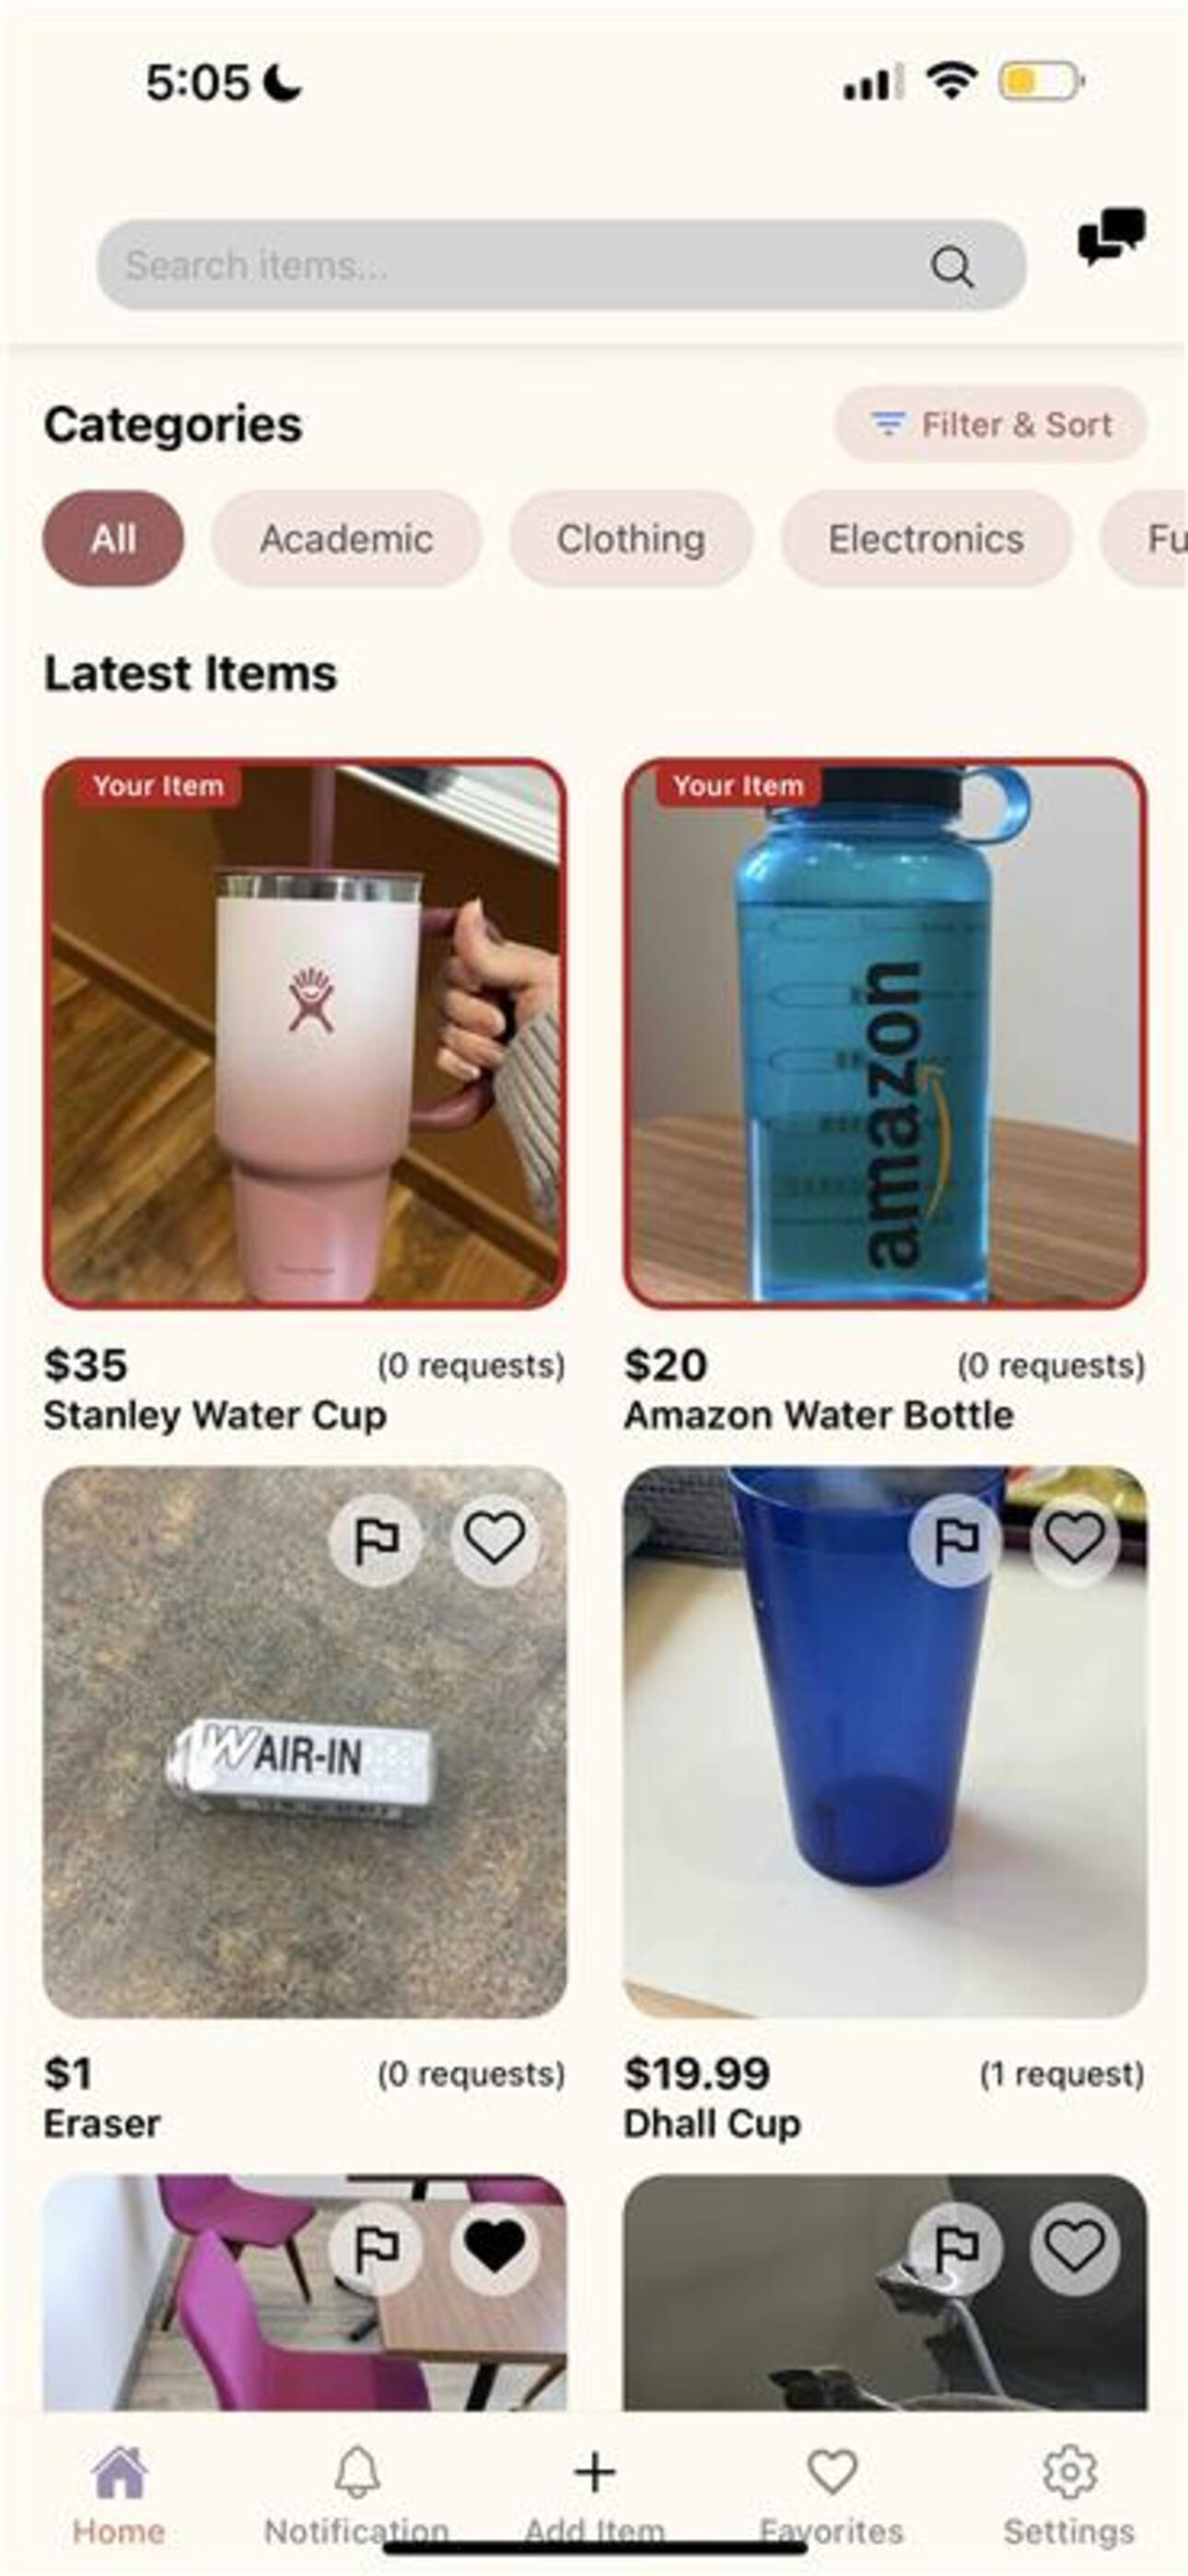 5:05
Search items...
Categories
Filter & Sort
All Academic Clothing Electronics Fu
Latest Items
Your Item Your Item
amazon
$35 (0 requests) $20 (0 requests)
Stanley Water Cup Amazon Water Bottle
WAIR-IN
$1 (0 requests) $19.99 (1 request)
Eraser Dhall Cup
Home Notification Add Item Favorites Settings